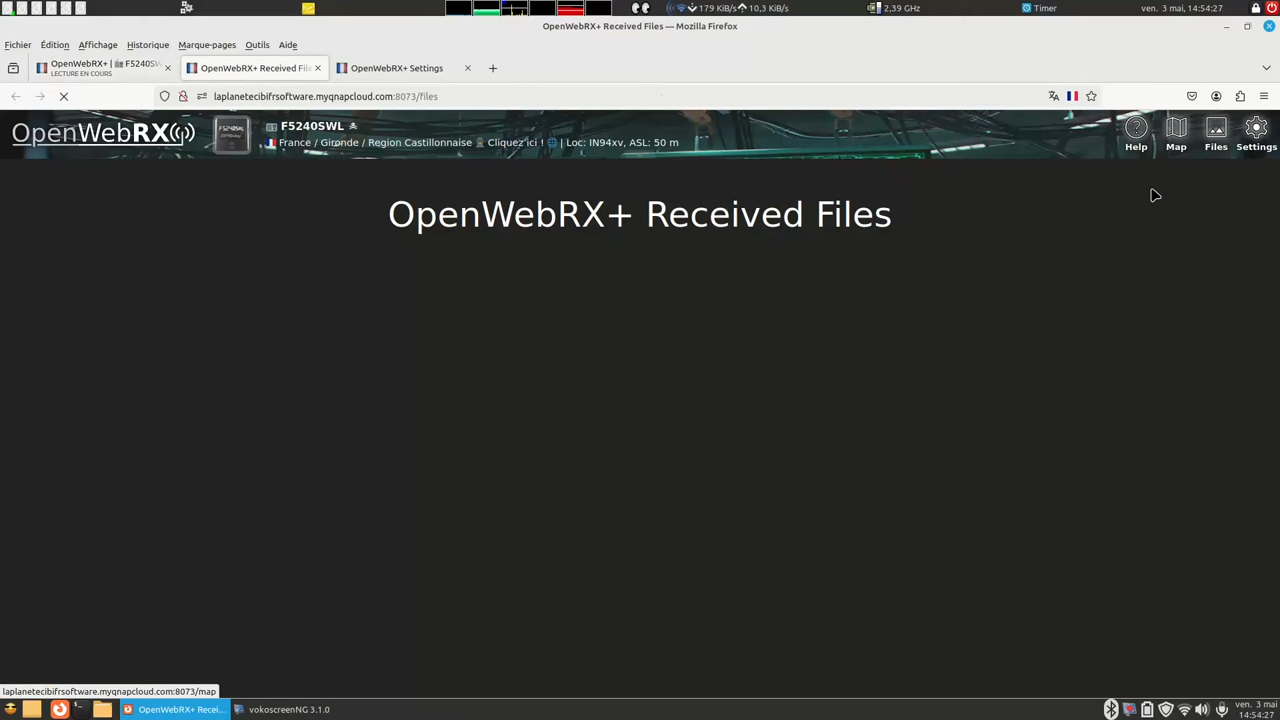 179 KiB/s 10,3 KiB/s
2,39 GHz
Timer
ven. 3 mai, 14:54:27
OpenWebRX+ Received Files — Mozilla Firefox
Fichier Édition Affichage Historique Marque-pages Outils Aide
OpenWebRX+ | F5240SW
LECTURE EN COURS
OpenWebRX+ Received Fil
OpenWebRX+ Settings
laplanetecibifrsoftware.myqnapcloud.com:8073/files
OpenWebRX
F5240SWL
France / Gironde / Region Castillonnaise Cliquez ici ! | Loc: IN94xv, ASL: 50 m
Help Map Files Settings
OpenWebRX+ Received Files
laplanetecibifrsoftware.myqnapcloud.com:8073/map
OpenWebRX+ Recei...
vokoscreenNG 3.1.0
ven. 3 mai
14:54:27